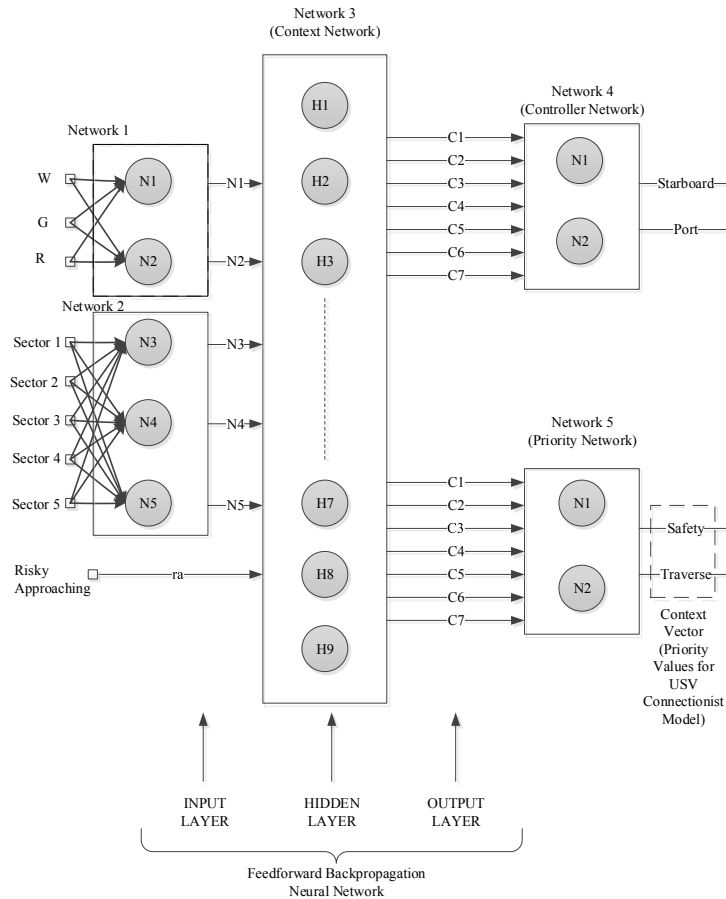 Network 3
(Context Network)
H1
H2
H3
H7
H8
H9
Network 1
W
G
R
N1
N2
N1
N2
Network 2
Sector 1
Sector 2
Sector 3
Sector 4
Sector 5
N3
N4
N5
N3
N4
N5
Risky
Approaching
ra
C1
C2
C3
C4
C5
C6
C7
Network 4
(Controller Network)
N1
N2
Starboard
Port
C1
C2
C3
C4
C5
C6
C7
Network 5
(Priority Network)
N1
N2
Safety
Traverse
Context
Vector
(Priority
Values for
USV
Connectionist
Model)
INPUT
LAYER
HIDDEN
LAYER
OUTPUT
LAYER
Feedforward Backpropagation
Neural Network